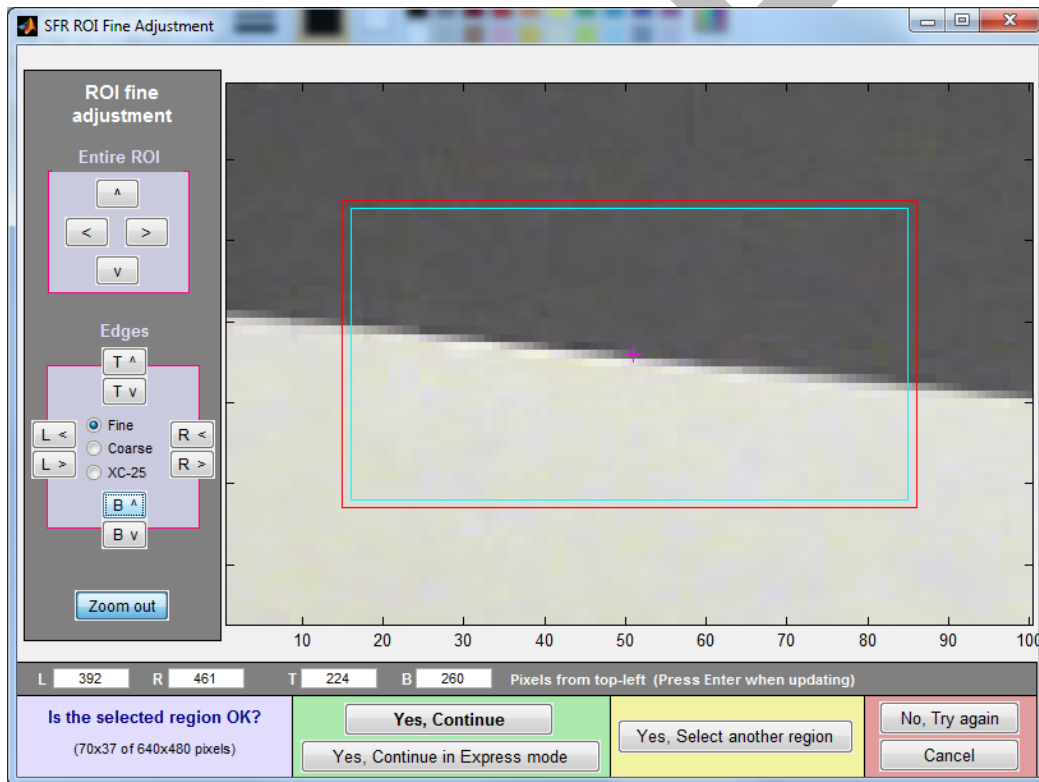 SFR ROI Fine Adjustment
ROI fine
adjustment
Entire ROI
^
< >
v
Edges
T ^
T v
Fine
L < R <
Coarse
L > R >
XC-25
B ^
B v
Zoom out
10 20 30 40 50 60 70 80 90 100
L 392 R 461 T 224 B 260 Pixels from top-left (Press Enter when updating)
Is the selected region OK?
(70x37 of 640x480 pixels)
Yes, Continue
Yes, Continue in Express mode
Yes, Select another region
No, Try again
Cancel